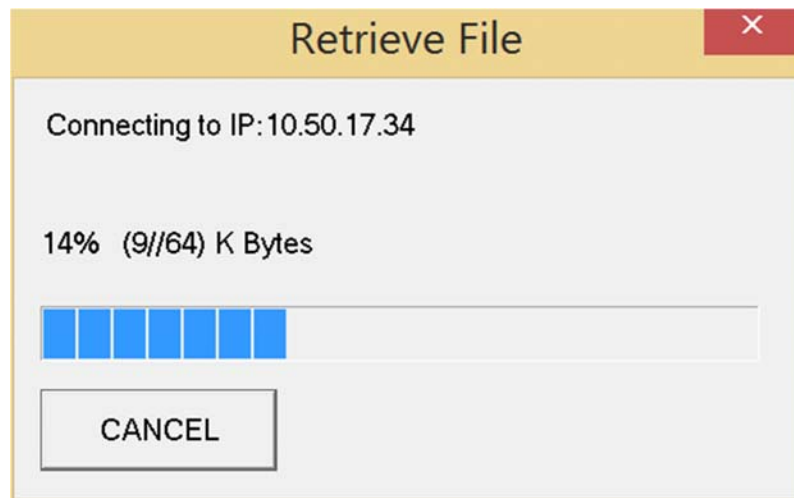 Retrieve File
Connecting to IP:10.50.17.34
14% (9//64) K Bytes
CANCEL